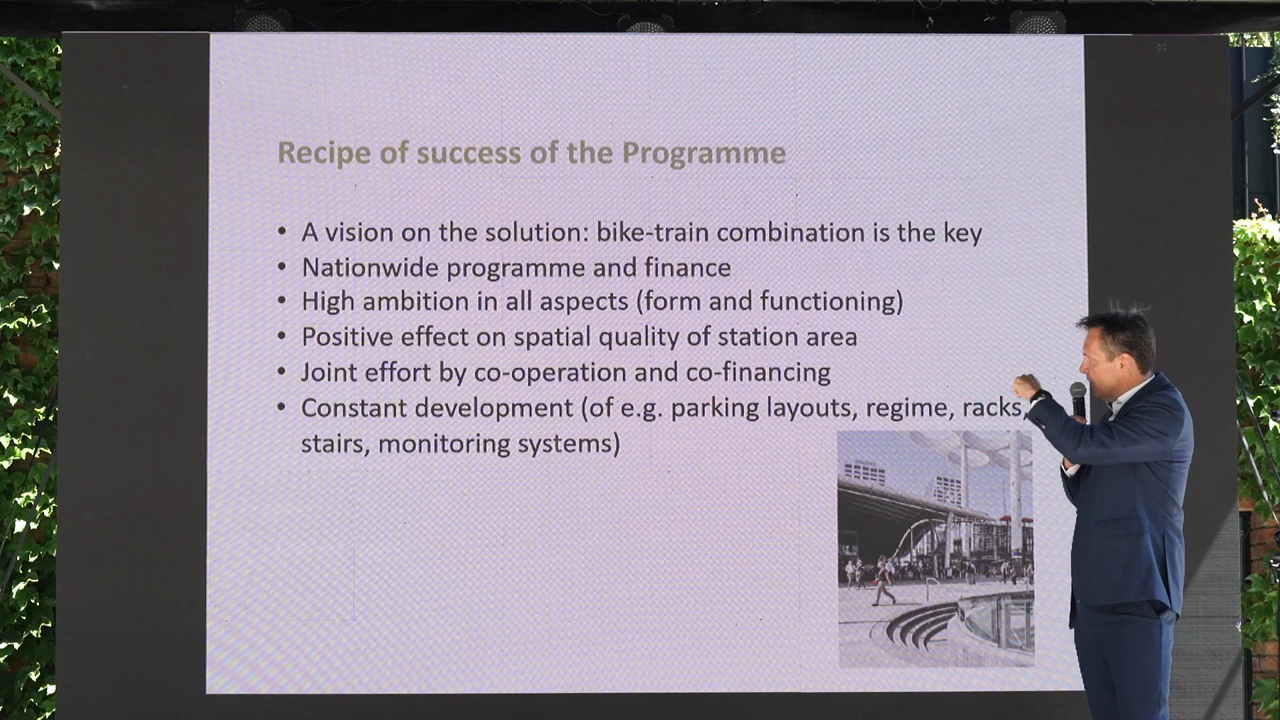 Recipe of success of the Programme
• A vision on the solution: bike-train combination is the key
• Nationwide programme and finance
• High ambition in all aspects (form and functioning)
• Positive effect on spatial quality of station area
• Joint effort by co-operation and co-financing
• Constant development (of e.g. parking layouts, regime, racks,
stairs, monitoring systems)